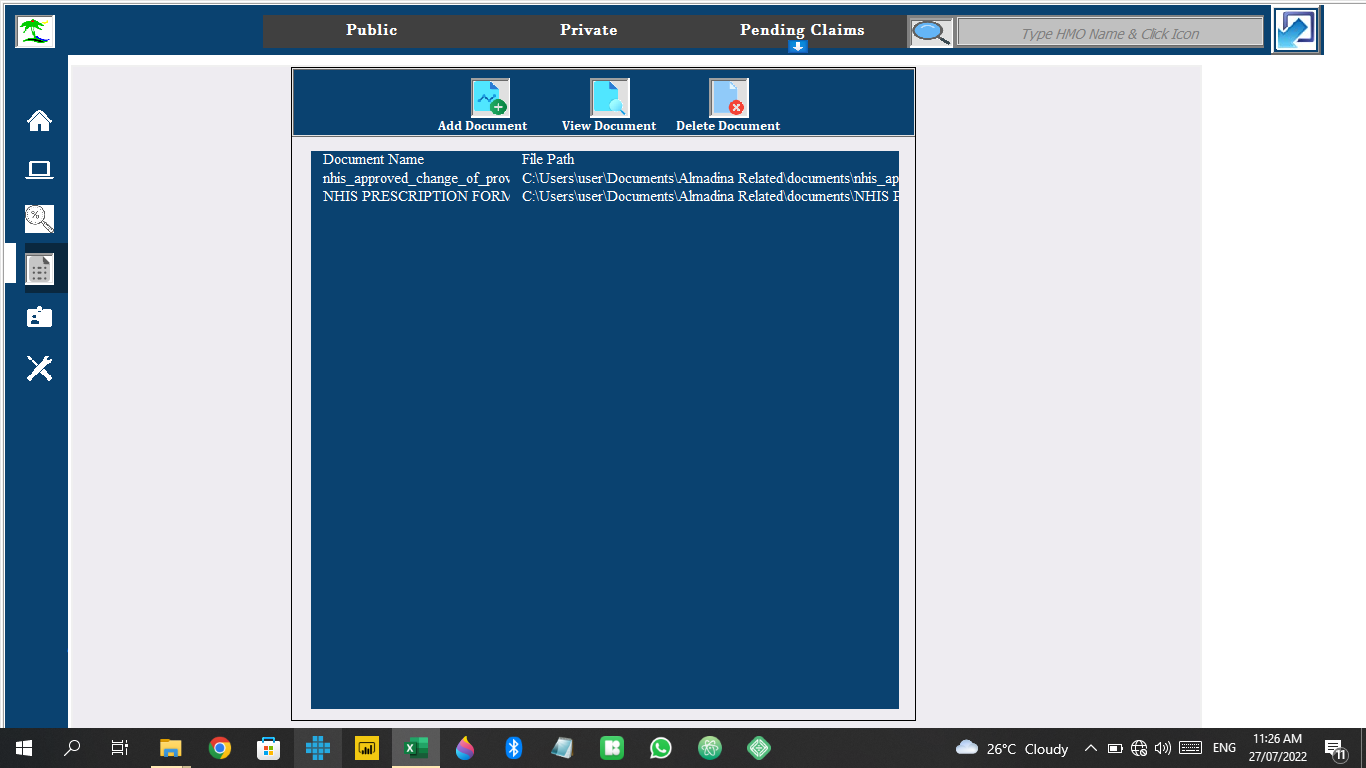 Public Private Pending Claims Type HMO Name & Click Icon
Add Document View Document Delete Document
Document Name File Path
nhis_approved_change_of_prov C:\Users\user\Documents\Almadina Related\documents\nhis_ap
NHIS PRESCRIPTION FORM C:\Users\user\Documents\Almadina Related\documents\NHIS F
%
26°C Cloudy ENG 11:26 AM
27/07/2022 11